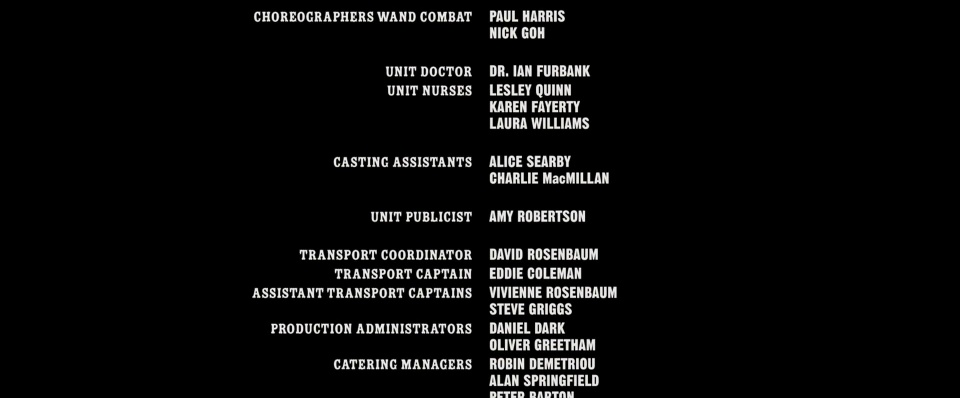 CHOREOGRAPHERS WAND COMBAT PAUL HARRIS
NICK GOH
UNIT DOCTOR DR. IAN FURBANK
UNIT NURSES LESLEY QUINN
KAREN FAYERTY
LAURA WILLIAMS
CASTING ASSISTANTS ALICE SEARBY
CHARLIE MacMILLAN
UNIT PUBLICIST AMY ROBERTSON
TRANSPORT COORDINATOR DAVID ROSENBAUM
TRANSPORT CAPTAIN EDDIE COLEMAN
ASSISTANT TRANSPORT CAPTAINS VIVIENNE ROSENBAUM
STEVE GRIGGS
PRODUCTION ADMINISTRATORS DANIEL DARK
OLIVER GREETHAM
CATERING MANAGERS ROBIN DEMETRIOU
ALAN SPRINGFIELD
PETER BARTON